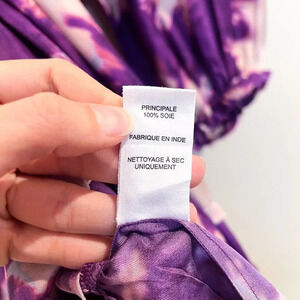 PRINCIPALE
100% SOIE
FABRIQUE EN INDE
NETTOYAGE À SEC
UNIQUEMENT